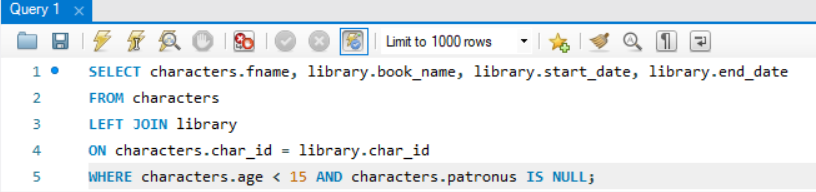 Query 1
Limit to 1000 rows
1 SELECT characters.fname, library.book_name, library.start_date, library.end_date
2 FROM characters
3 LEFT JOIN library
4 ON characters.char_id = library.char_id
5 WHERE characters.age < 15 AND characters.patronus IS NULL;